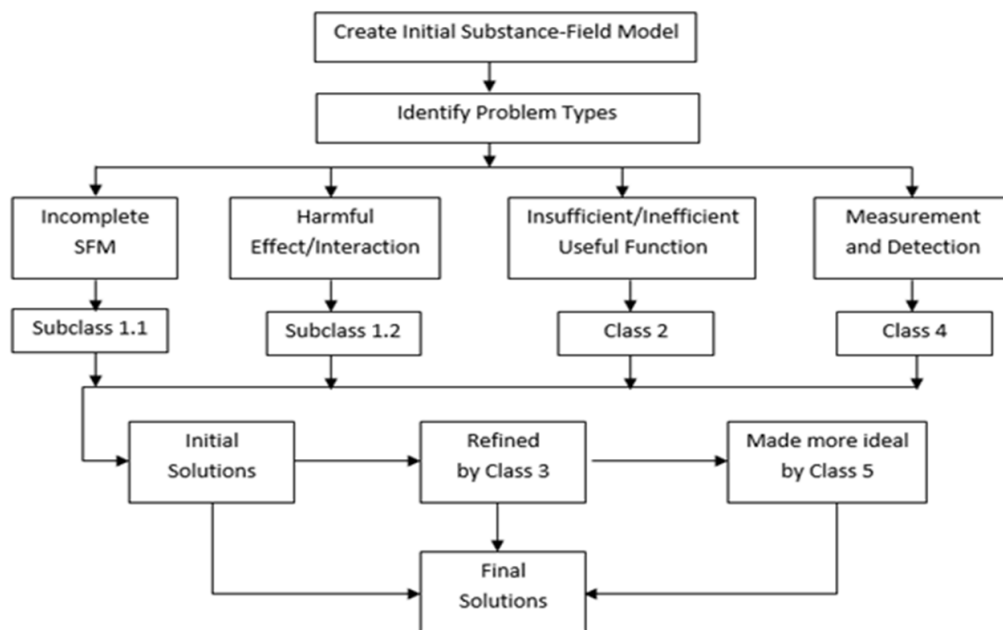 Create Initial Substance-Field Model
Identify Problem Types
Incomplete
SFM
Harmful
Effect/Interaction
Insufficient/Inefficient
Useful Function
Measurement
and Detection
Subclass 1.1
Subclass 1.2
Class 2
Class 4
Initial
Solutions
Refined
by Class 3
Made more ideal
by Class 5
Final
Solutions